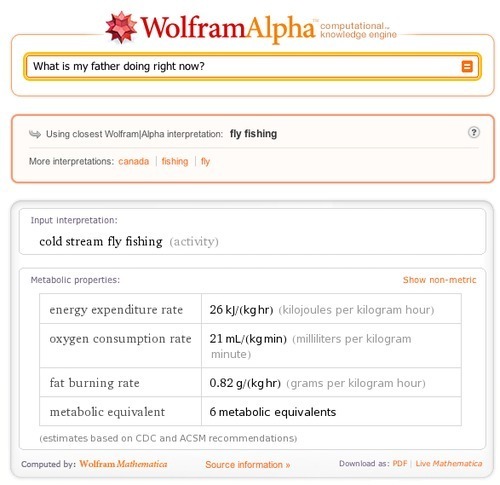 WolframAlpha™ computational..
knowledge engine
What is my father doing right now?
Using closest Wolfram|Alpha interpretation: fly fishing
?
More interpretations: canada | fishing | fly
Input interpretation:
cold stream fly fishing (activity)
Metabolic properties:
Show non-metric
energy expenditure rate 26 kJ/(kg hr) (kilojoules per kilogram hour)
oxygen consumption rate 21 mL/(kg min) (milliliters per kilogram
minute)
fat burning rate 0.82 g/(kg hr) (grams per kilogram hour)
metabolic equivalent 6 metabolic equivalents
(estimates based on CDC and ACSM recommendations)
Computed by: Wolfram Mathematica Source information » Download as: PDF | Live Mathematica